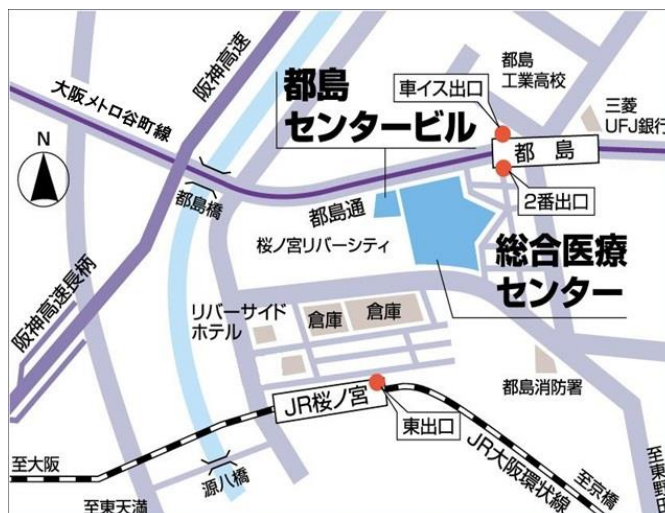 阪神高速
大阪メトロ谷町線
都島
センタービル
都島
工業高校
車イス出口
三菱
UFJ銀行
都島
2番出口
N
都島橋
都島通
桜ノ宮リバーシティ
総合医療
センター
阪神高速長柄
リバーサイド
ホテル
倉庫
倉庫
都島消防署
JR桜ノ宮
東出口
JR大阪環状線
至大阪
源八橋
至東天満
至京橋
至東野田